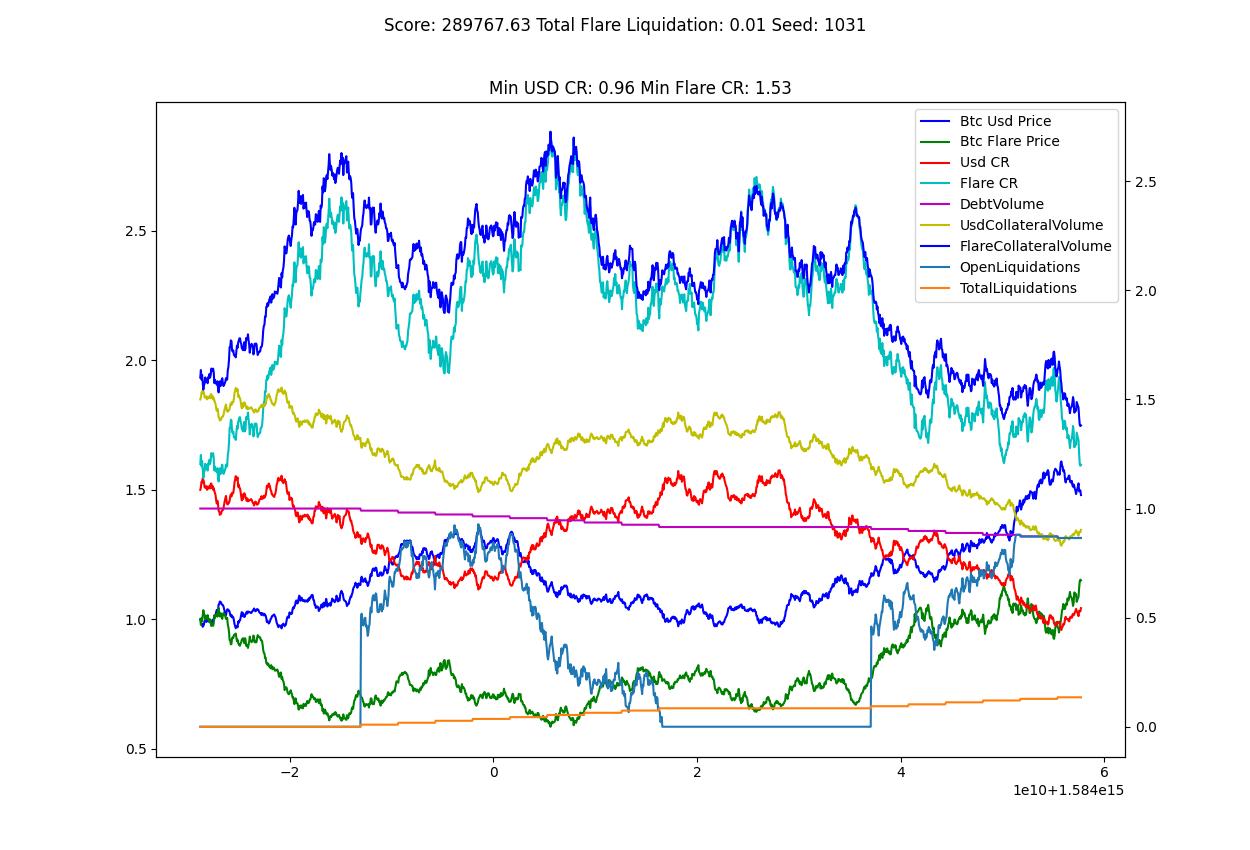 Score: 289767.63 Total Flare Liquidation: 0.01 Seed: 1031
Min USD CR: 0.96 Min Flare CR: 1.53
Btc Usd Price
Btc Flare Price
Usd CR
Flare CR
DebtVolume
UsdCollateralVolume
FlareCollateralVolume
OpenLiquidations
TotalLiquidations
2.5
2.0
1.5
1.0
0.5
2.5
2.0
1.5
1.0
0.5
0.0
−2
0
2
4
6
1e10+1.584e15